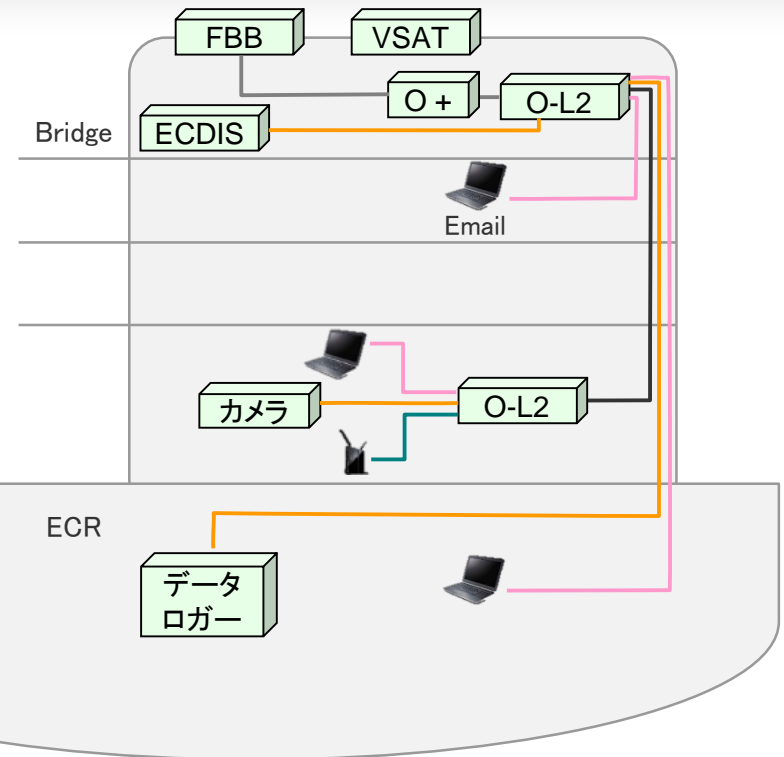 FBB
VSAT
O +
O-L2
Bridge
ECDIS
Email
カメラ
O-L2
ECR
データ
ロガー